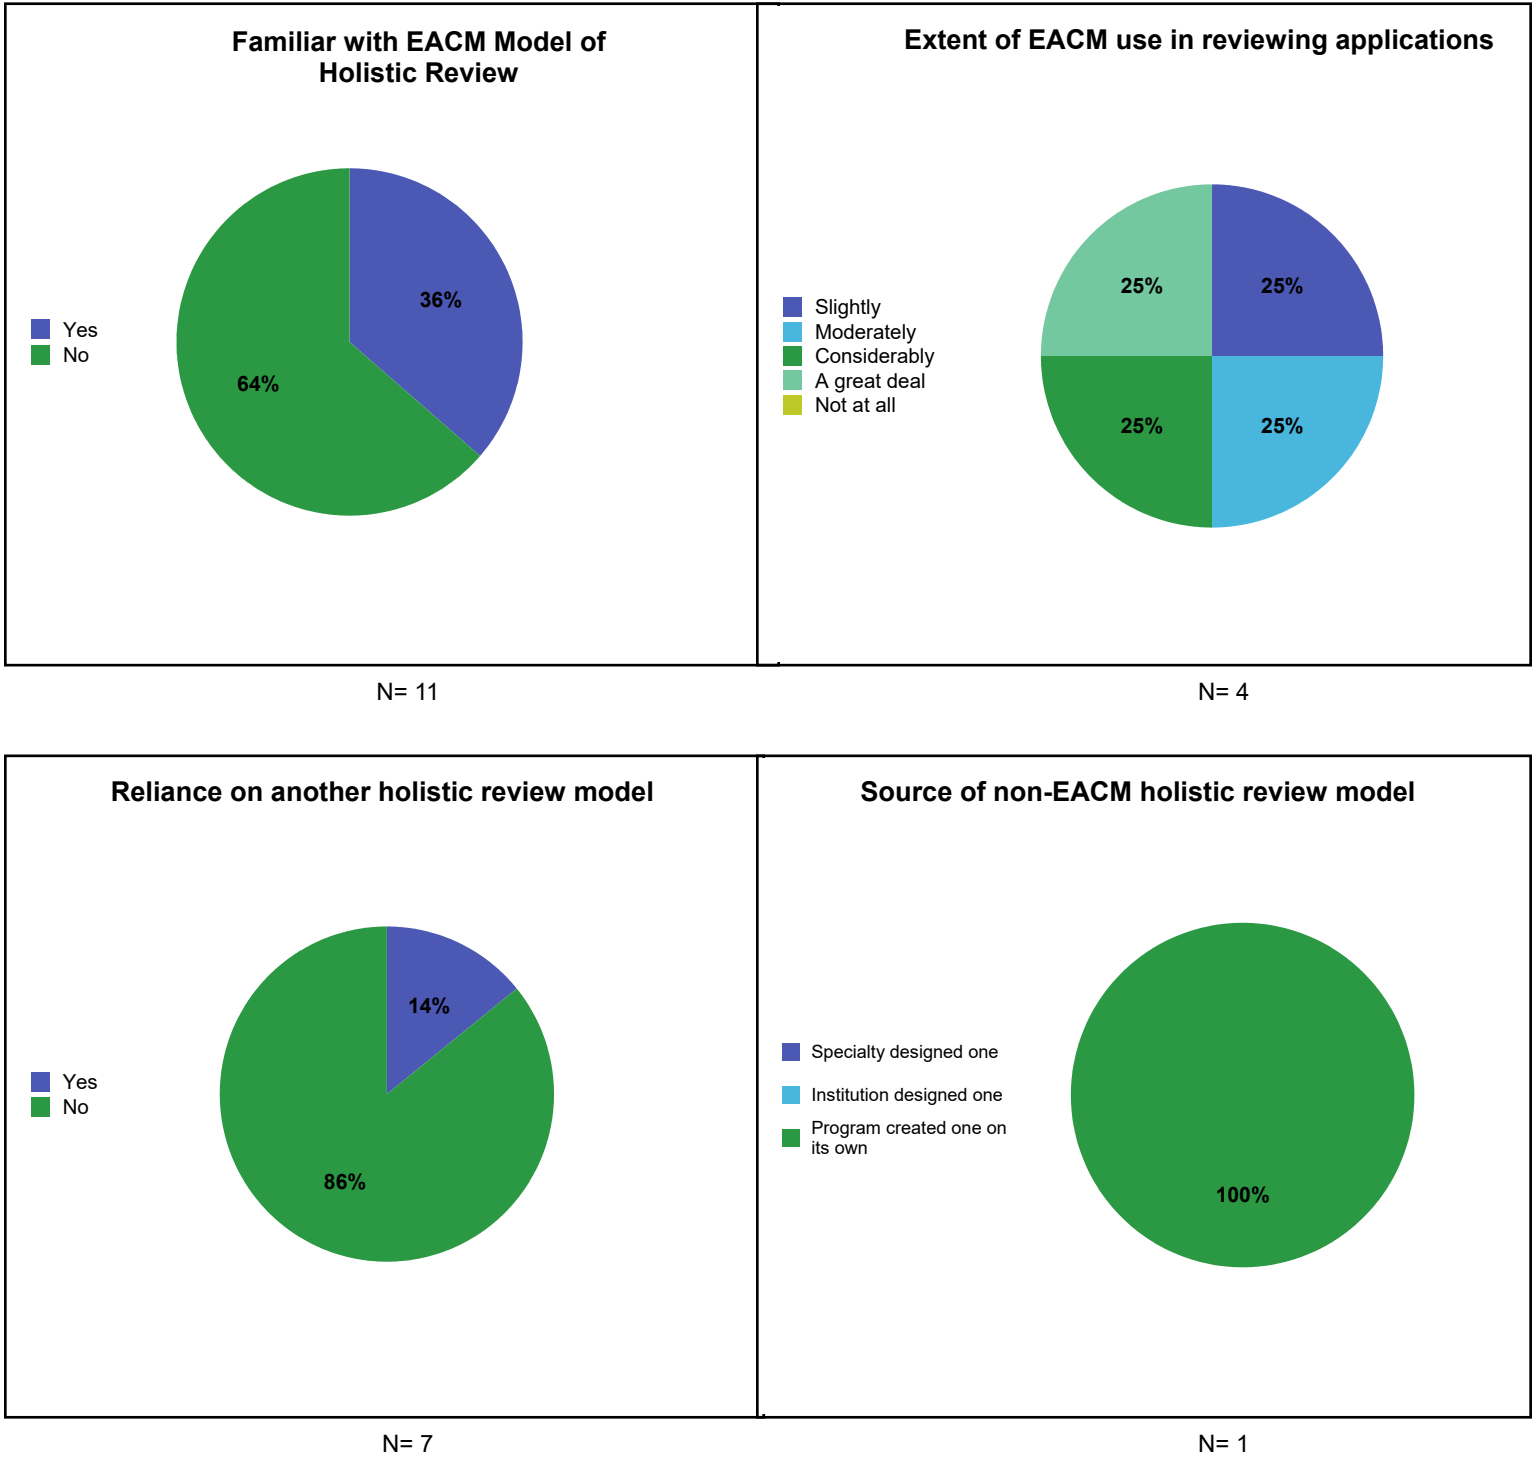 Familiar with EACM Model of
Holistic Review
Yes
No
36%
64%
N= 11
Extent of EACM use in reviewing applications
Slightly
Moderately
Considerably
A great deal
Not at all
25%
25%
25%
25%
N= 4
Reliance on another holistic review model
Yes
No
14%
86%
N= 7
Source of non-EACM holistic review model
Specialty designed one
Institution designed one
Program created one on
its own
100%
N= 1